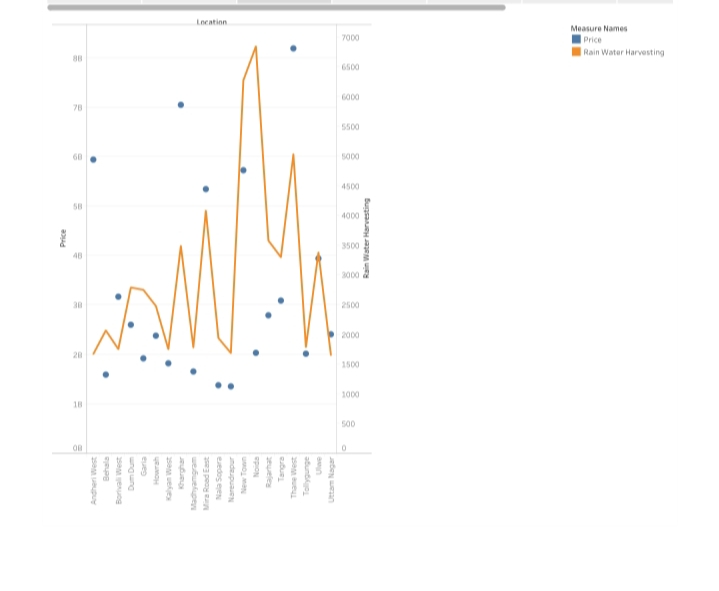 Location
Measure Names
Price
Rain Water Harvesting
8B
7B
6B
5B
4B
3B
2B
1B
0B
Price
7000
6500
6000
5500
5000
4500
4000
3500
3000
2500
2000
1500
1000
500
0
Rain Water Harvesting
Andheri West
Behala
Borivali West
Dum Dum
Garia
Howrah
Kalyan West
Kharghar
Madhyamgram
Mira Road East
Nala Sopara
Narendrapur
New Town
Noida
Rajarhat
Tangra
Thane West
Tollygunge
Ulwe
Uttam Nagar